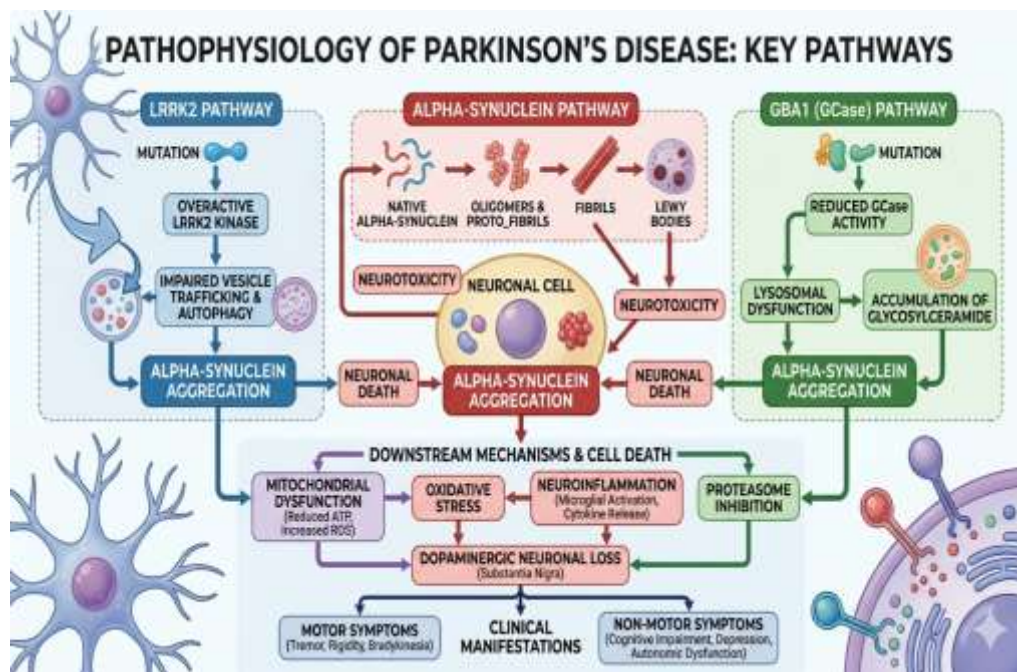 PATHOPHYSIOLOGY OF PARKINSON'S DISEASE: KEY PATHWAYS
LRRK2 PATHWAY
MUTATION
OVERACTIVE
LRRK2 KINASE
IMPAIRED VESICLE
TRAFFICKING &
AUTOPHAGY
ALPHA-SYNUCLEIN
AGGREGATION
ALPHA-SYNUCLEIN PATHWAY
NATIVE
ALPHA-SYNUCLEIN
OLIGOMERS &
PROTO_FIBRILS
FIBRILS
LEWY
BODIES
NEUROTOXICITY
NEURONAL CELL
NEUROTOXICITY
NEURONAL
DEATH
ALPHA-SYNUCLEIN
AGGREGATION
NEURONAL
DEATH
GBA1 (GCase) PATHWAY
MUTATION
REDUCED GCase
ACTIVITY
LYSOSOMAL
DYSFUNCTION
ACCUMULATION OF
GLYCOSYLCERAMIDE
ALPHA-SYNUCLEIN
AGGREGATION
DOWNSTREAM MECHANISMS & CELL DEATH
MITOCHONDRIAL
DYSFUNCTION
(Reduced ATP,
Increased ROS)
OXIDATIVE
STRESS
NEUROINFLAMMATION
(Microglial Activation,
Cytokine Release)
PROTEASOME
INHIBITION
DOPAMINERGIC NEURONAL LOSS
(Substantia Nigra)
MOTOR SYMPTOMS
(Tremor, Rigidity, Bradykinesia)
CLINICAL
MANIFESTATIONS
NON-MOTOR SYMPTOMS
(Cognitive Impairment, Depression,
Autonomic Dysfunction)